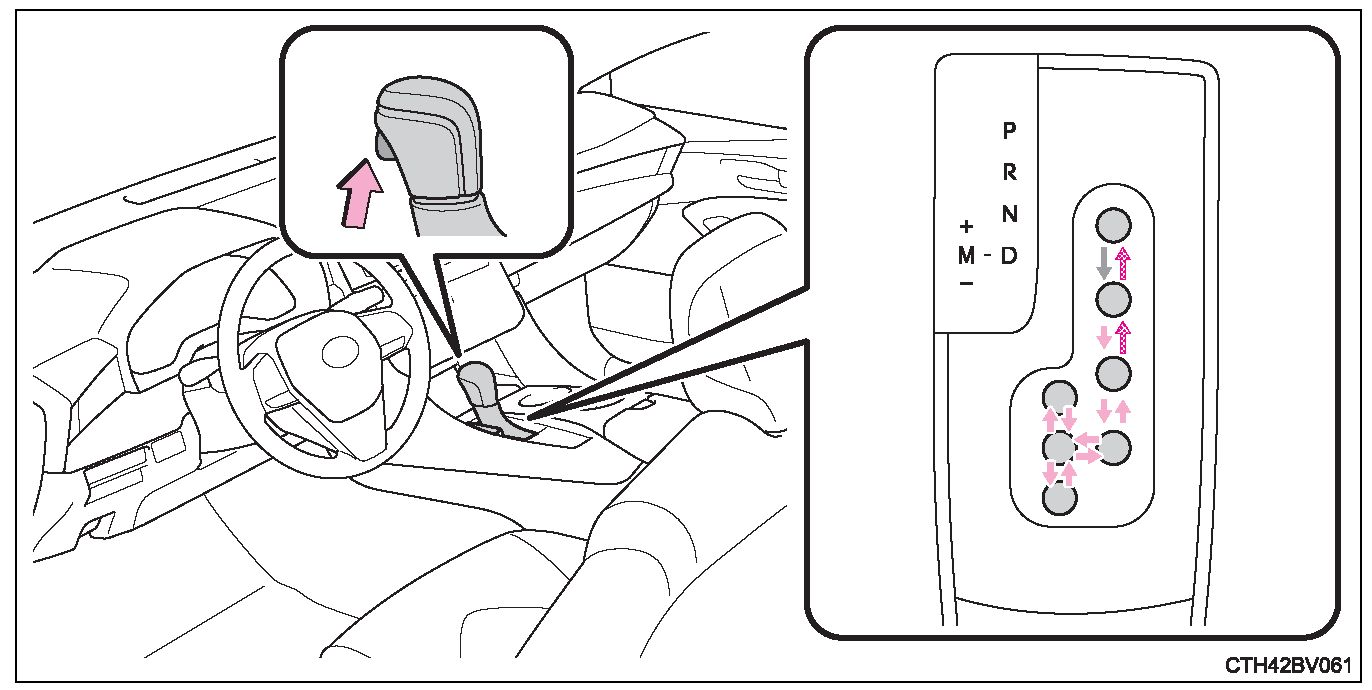 P
R
N
+
M - D
−
CTH42BV061